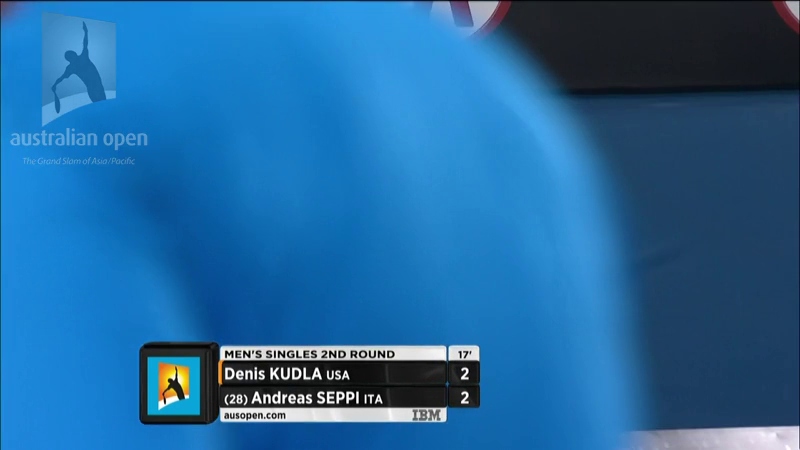 australian open
The Grand Slam of Asia/Pacific
MEN'S SINGLES 2ND ROUND 17'
Denis KUDLA USA 2
(28) Andreas SEPPI ITA 2
ausopen.com IBM